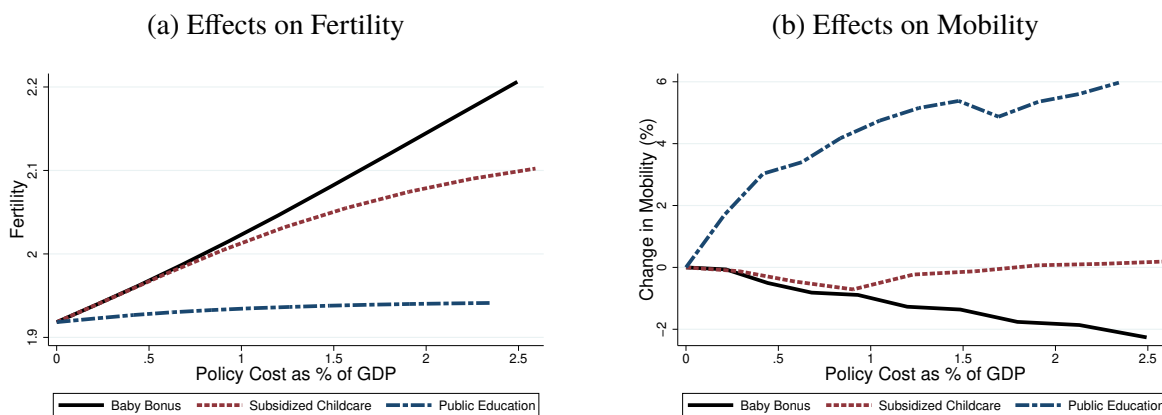 (a) Effects on Fertility
2.2
2.1
2
1.9
Fertility
0
.5
1
1.5
2
2.5
Policy Cost as % of GDP
Baby Bonus
Subsidized Childcare
Public Education
(b) Effects on Mobility
6
4
2
0
−2
Change in Mobility (%)
0
.5
1
1.5
2
2.5
Policy Cost as % of GDP
Baby Bonus
Subsidized Childcare
Public Education